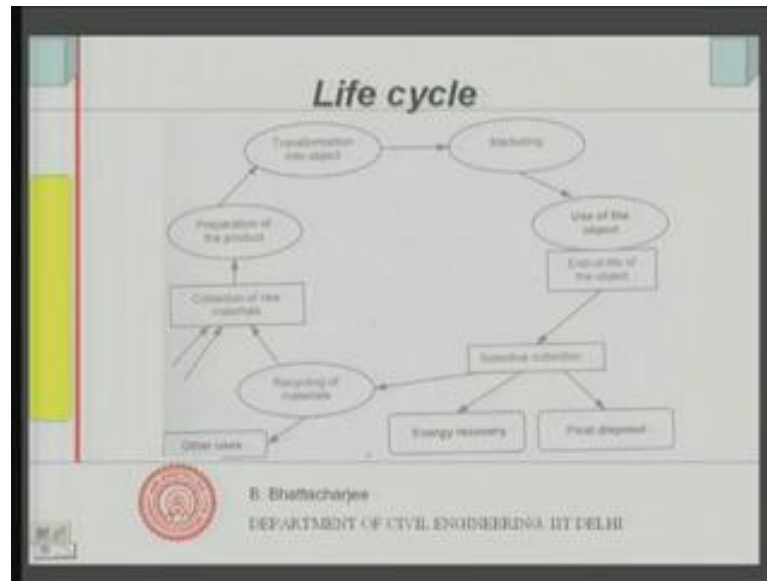 Life cycle
Transformation
into object
Marketing
Preparation of
the product
Use of the
object
End of life of
the object
Collection of raw
materials
Selective collection
Recycling of
materials
Energy recovery
Final disposal
Other uses
B. Bhattacharjee
DEPARTMENT OF CIVIL ENGINEERING, IIT DELHI